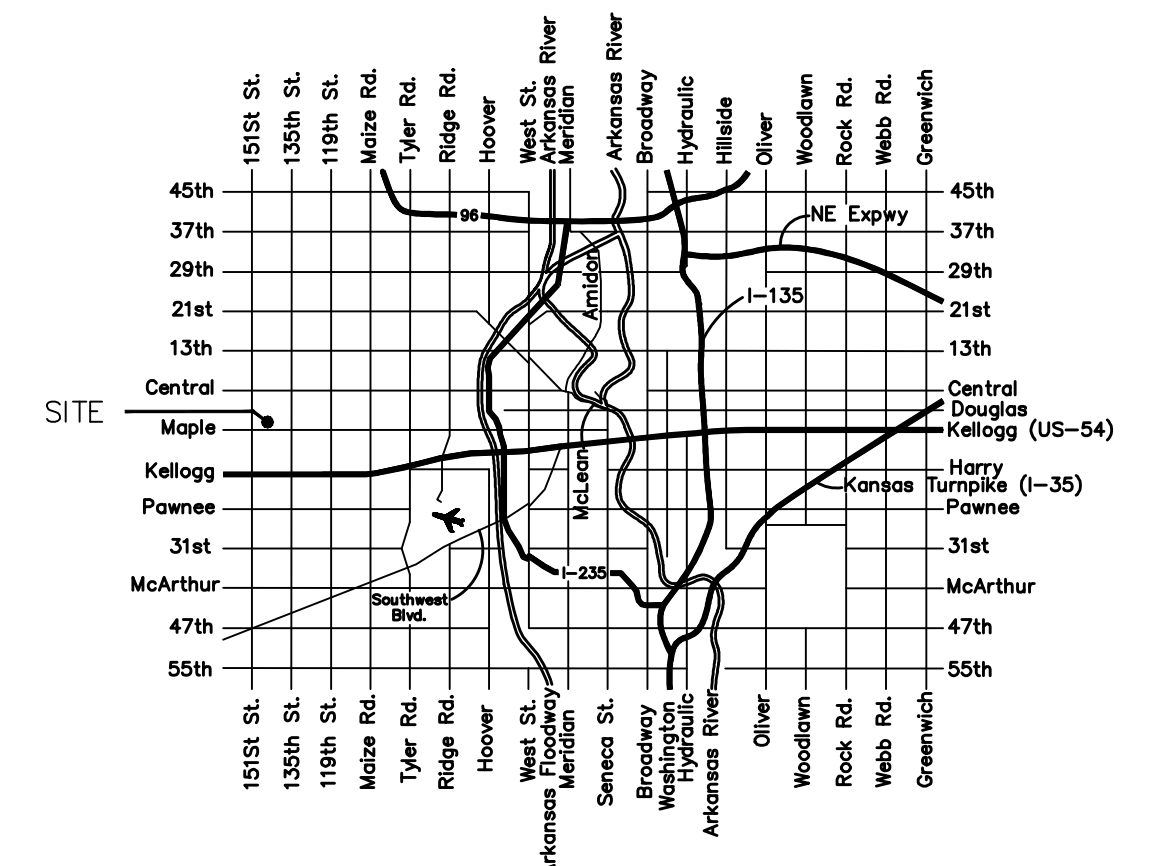 151St St.
135th St.
119th St.
Maize Rd.
Tyler Rd.
Ridge Rd.
Hoover
West St.
Arkansas River
Meridian
Arkansas River
Broadway
Hydraulic
Hillside
Oliver
Woodlawn
Rock Rd.
Webb Rd.
Greenwich
45th
45th
96
NE Expwy
37th
37th
29th
Amidon
29th
I-135
21st
21st
13th
13th
Central
Central
SITE
Douglas
Maple
Kellogg (US-54)
Kellogg
McLean
Harry
Kansas Turnpike (I-35)
Pawnee
Pawnee
31st
31st
I-235
McArthur
McArthur
Southwest
Blvd.
47th
47th
55th
55th
151St St.
135th St.
119th St.
Maize Rd.
Tyler Rd.
Ridge Rd.
Hoover
West St.
Arkansas Floodway
Meridian
Seneca St.
Broadway
Washington
Hydraulic
Arkansas River
Oliver
Woodlawn
Rock Rd.
Webb Rd.
Greenwich